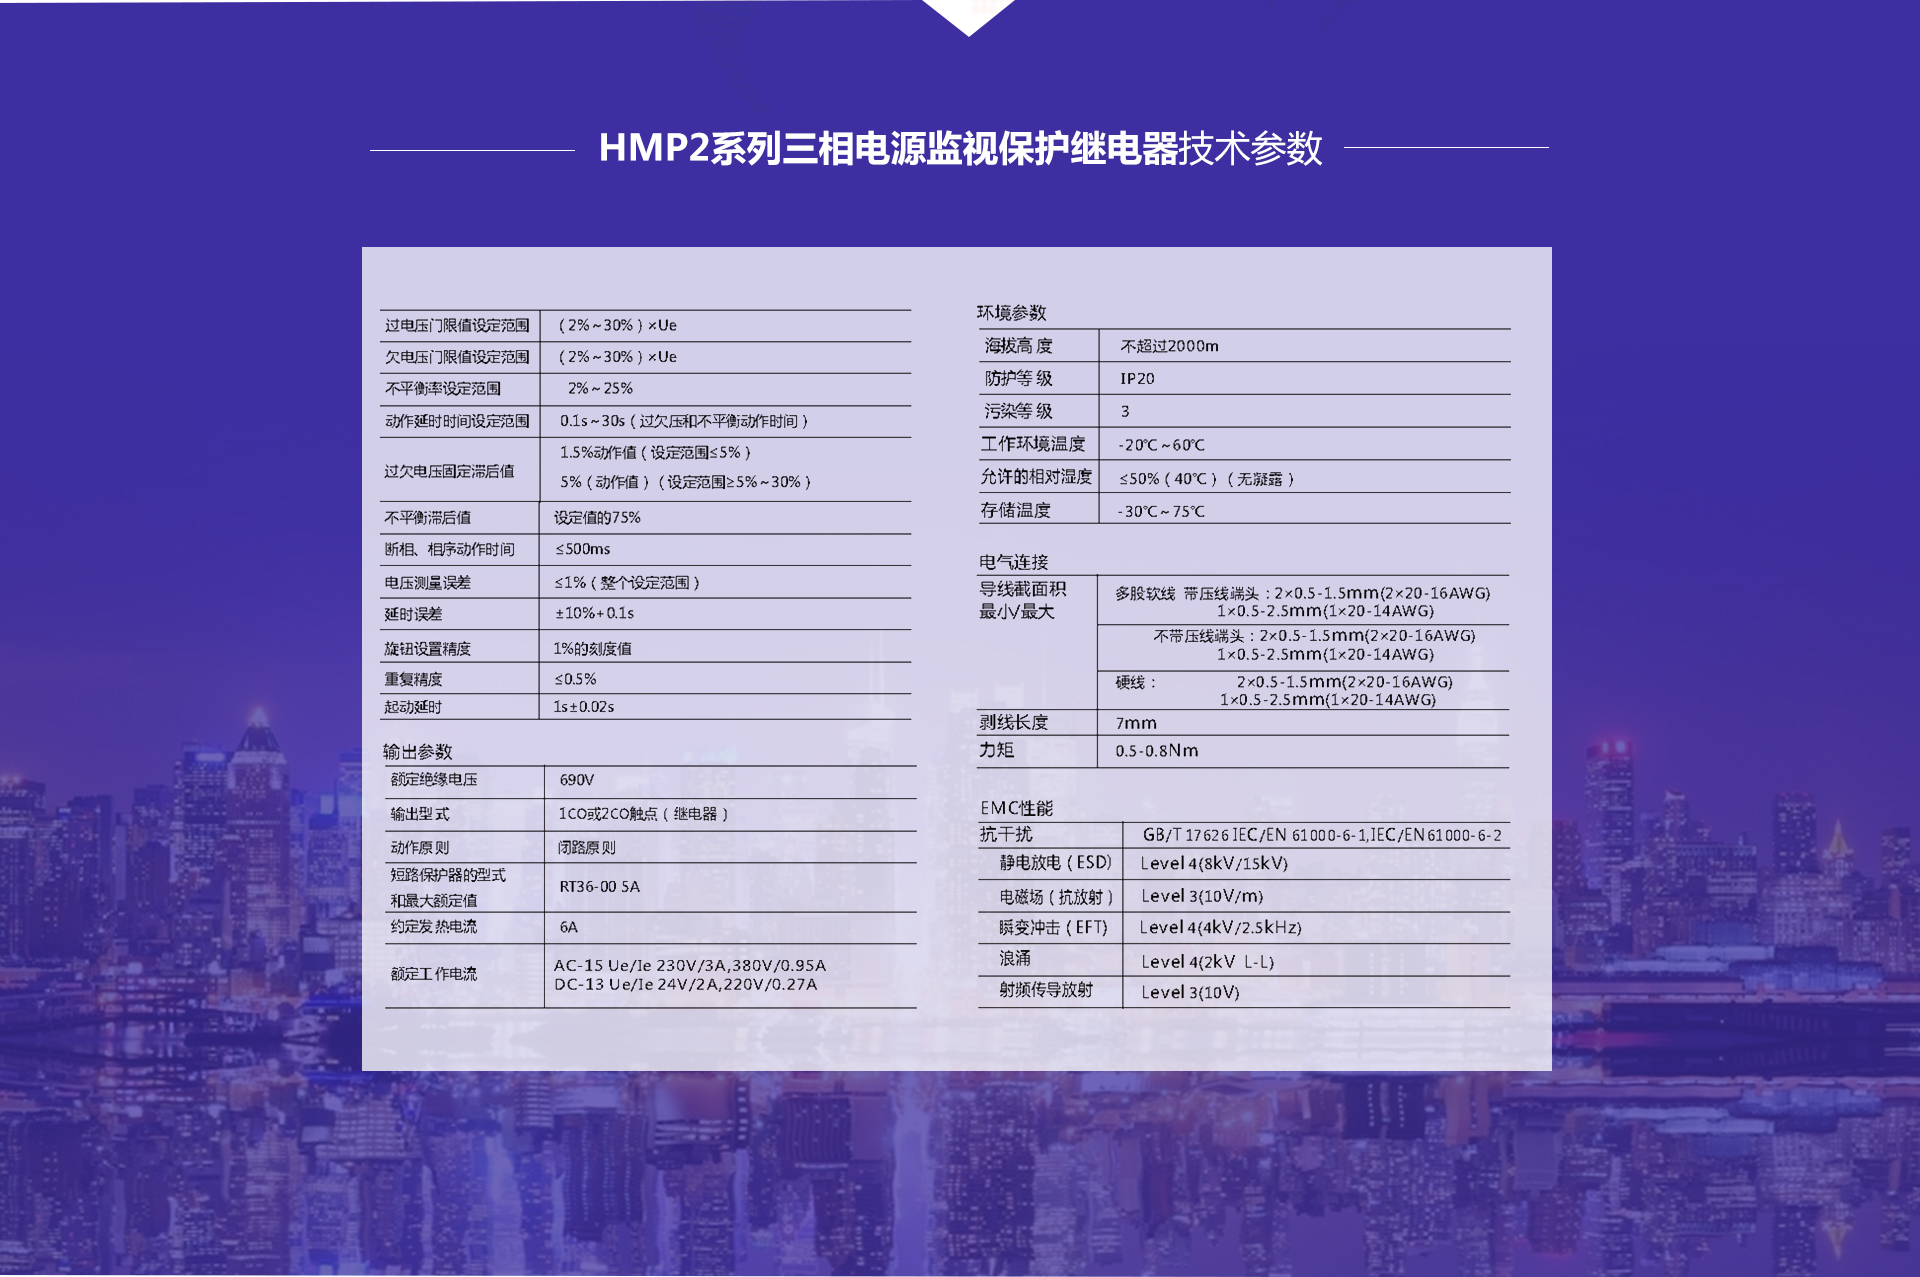 HMP2系列三相电源监视保护继电器技术参数
过电压门限值设定范围 （2%~30%）×Ue
欠电压门限值设定范围 （2%~30%）×Ue
不平衡率设定范围 2%~25%
动作延时时间设定范围 0.1s~30s（过欠压和不平衡动作时间）
过欠电压固定滞后值 1.5%动作值（设定范围≤5%）
5%（动作值）（设定范围≥5%~30%）
不平衡滞后值 设定值的75%
断相、相序动作时间 ≤500ms
电压测量误差 ≤1%（整个设定范围）
延时误差 ±10%+0.1s
旋钮设置精度 1%的刻度值
重复精度 ≤0.5%
起动延时 1s±0.02s
输出参数
额定绝缘电压 690V
输出型式 1CO或2CO触点（继电器）
动作原则 闭路原则
短路保护器的型式
和最大额定值 RT36-00 5A
约定发热电流 6A
额定工作电流 AC-15 Ue/Ie 230V/3A,380V/0.95A
DC-13 Ue/Ie 24V/2A,220V/0.27A
环境参数
海拔高度 不超过2000m
防护等级 IP20
污染等级 3
工作环境温度 -20℃~60℃
允许的相对湿度 ≤50%（40℃）（无凝露）
存储温度 -30℃~75℃
电气连接
导线截面积
最小/最大
多股软线 带压线端头：2×0.5-1.5mm(2×20-16AWG)
1×0.5-2.5mm(1×20-14AWG)
不带压线端头：2×0.5-1.5mm(2×20-16AWG)
1×0.5-2.5mm(1×20-14AWG)
硬线： 2×0.5-1.5mm(2×20-16AWG)
1×0.5-2.5mm(1×20-14AWG)
剥线长度 7mm
力矩 0.5-0.8Nm
EMC性能
抗干扰 GB/T 17626 IEC/EN 61000-6-1,IEC/EN 61000-6-2
静电放电（ESD) Level 4(8kV/15kV)
电磁场（抗放射） Level 3(10V/m)
瞬变冲击（EFT) Level 4(4kV/2.5kHz)
浪涌 Level 4(2kV L-L)
射频传导放射 Level 3(10V)